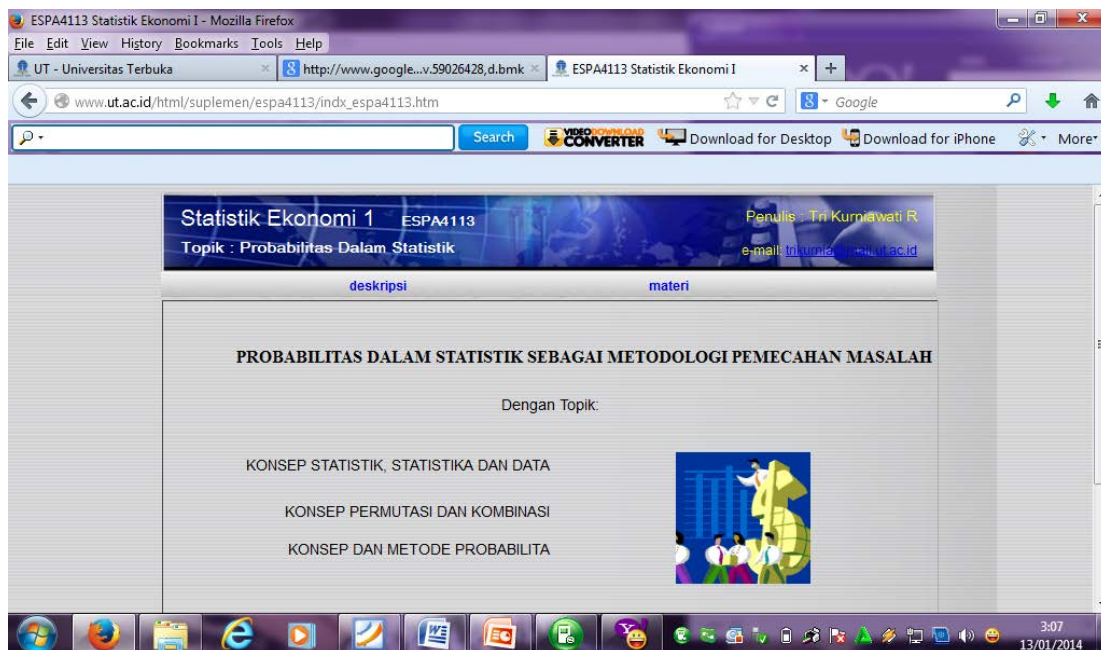 ESPA4113 Statistik Ekonomi I - Mozilla Firefox
File Edit View History Bookmarks Tools Help
UT - Universitas Terbuka
http://www.google...v.59026428,d.bmk
ESPA4113 Statistik Ekonomi I
www.ut.ac.id/html/suplemen/espa4113/indx_espa4113.htm
Google
Search VIDEO DOWNLOAD CONVERTER Download for Desktop Download for iPhone More
Statistik Ekonomi 1 ESPA4113 Penulis : Tri Kurniawati R
Topik : Probabilitas Dalam Statistik e-mail:
deskripsi materi
PROBABILITAS DALAM STATISTIK SEBAGAI METODOLOGI PEMECAHAN MASALAH
Dengan Topik:
KONSEP STATISTIK, STATISTIKA DAN DATA
KONSEP PERMUTASI DAN KOMBINASI
KONSEP DAN METODE PROBABILITA
3:07
13/01/2014